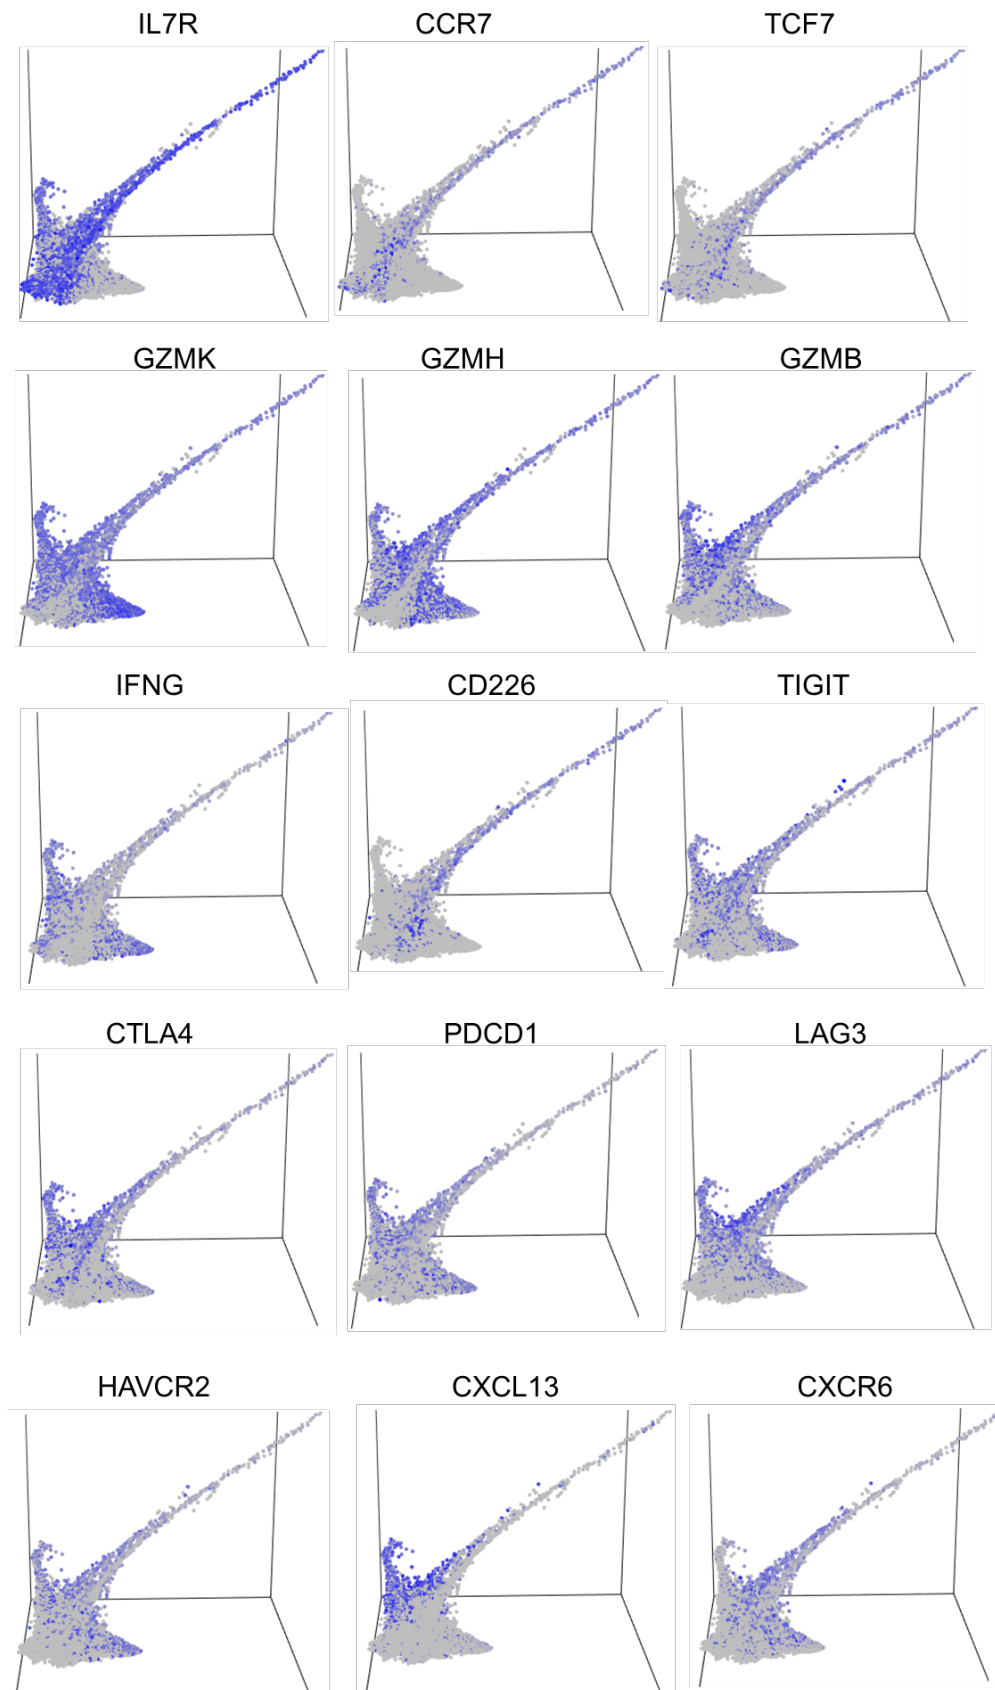 IL7R CCR7 TCF7
GZMK GZMH GZMB
IFNG CD226 TIGIT
CTLA4 PDCD1 LAG3
HAVCR2 CXCL13 CXCR6